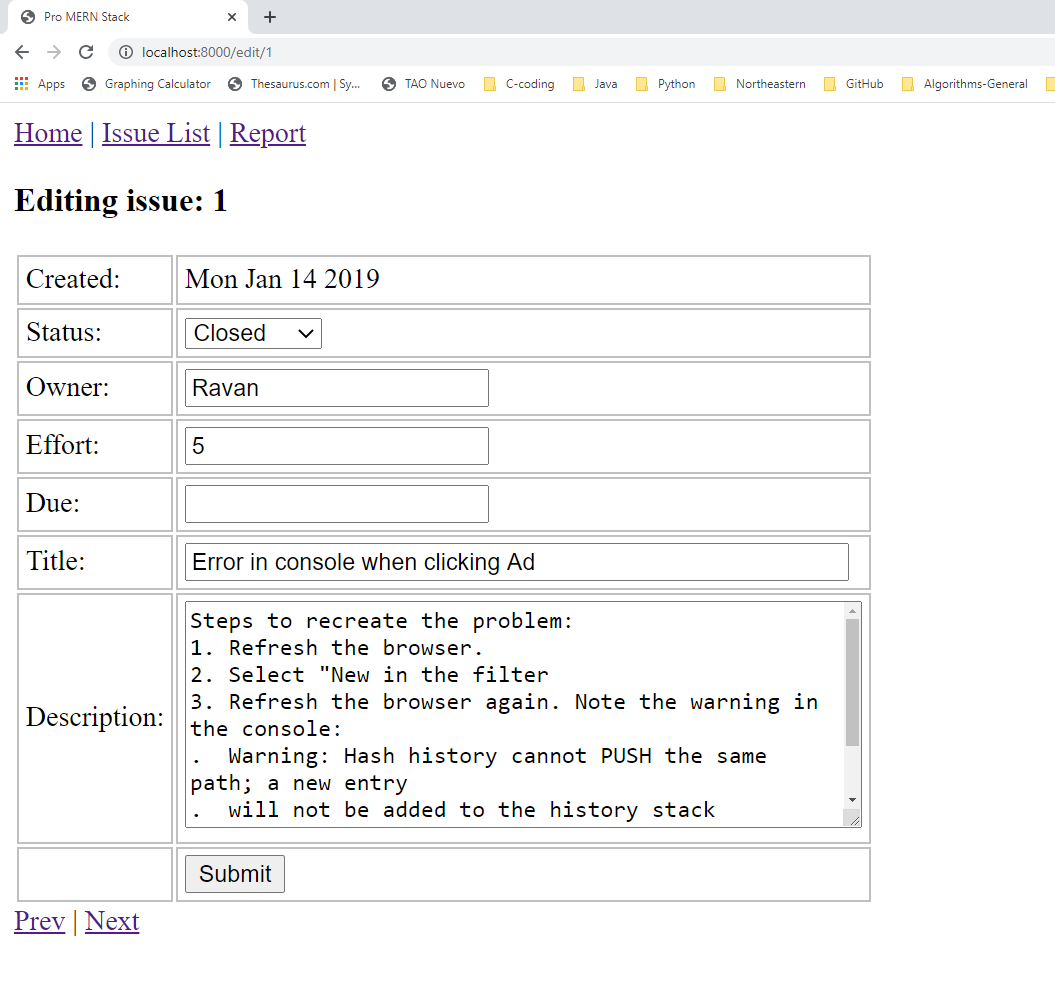 Pro MERN Stack
localhost:8000/edit/1
Apps Graphing Calculator Thesaurus.com | Sy... TAO Nuevo C-coding Java Python Northeastern GitHub Algorithms-General
Home | Issue List | Report
Editing issue: 1
Created: Mon Jan 14 2019
Status: Closed
Owner: Ravan
Effort: 5
Due:
Title: Error in console when clicking Ad
Description:
Steps to recreate the problem:
1. Refresh the browser.
2. Select "New in the filter
3. Refresh the browser again. Note the warning in
the console:
.  Warning: Hash history cannot PUSH the same
path; a new entry
.  will not be added to the history stack
Submit
Prev | Next